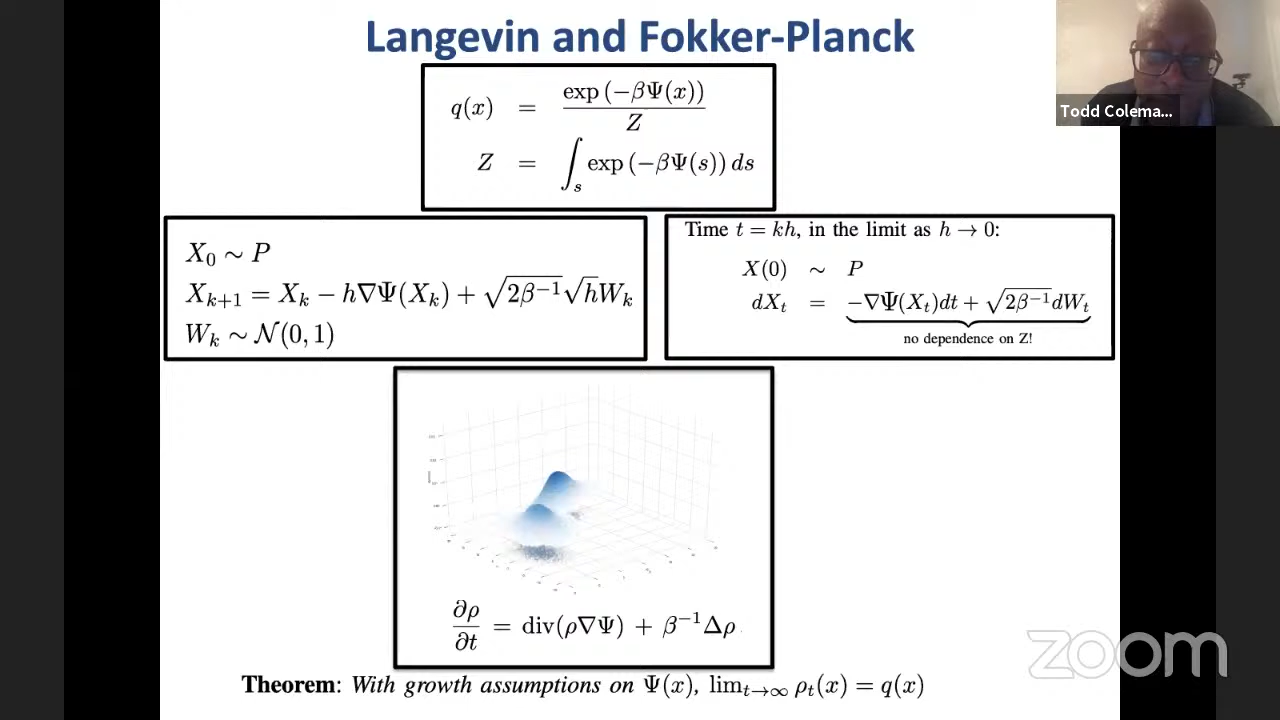 Langevin and Fokker-Planck
q(x) = exp (−βΨ(x)) / Z
Z = ∫_s exp (−βΨ(s)) ds
X_0 ∼ P
X_{k+1} = X_k − h∇Ψ(X_k) + √(2β^{−1})√h W_k
W_k ∼ 𝒩(0, 1)
Time t = kh, in the limit as h → 0:
X(0) ∼ P
dX_t = −∇Ψ(X_t)dt + √(2β^{−1})dW_t
no dependence on Z!
∂ρ/∂t = div(ρ∇Ψ) + β^{−1}Δρ
Theorem: With growth assumptions on Ψ(x), lim_{t→∞} ρ_t(x) = q(x)
Todd Colema...
zoom